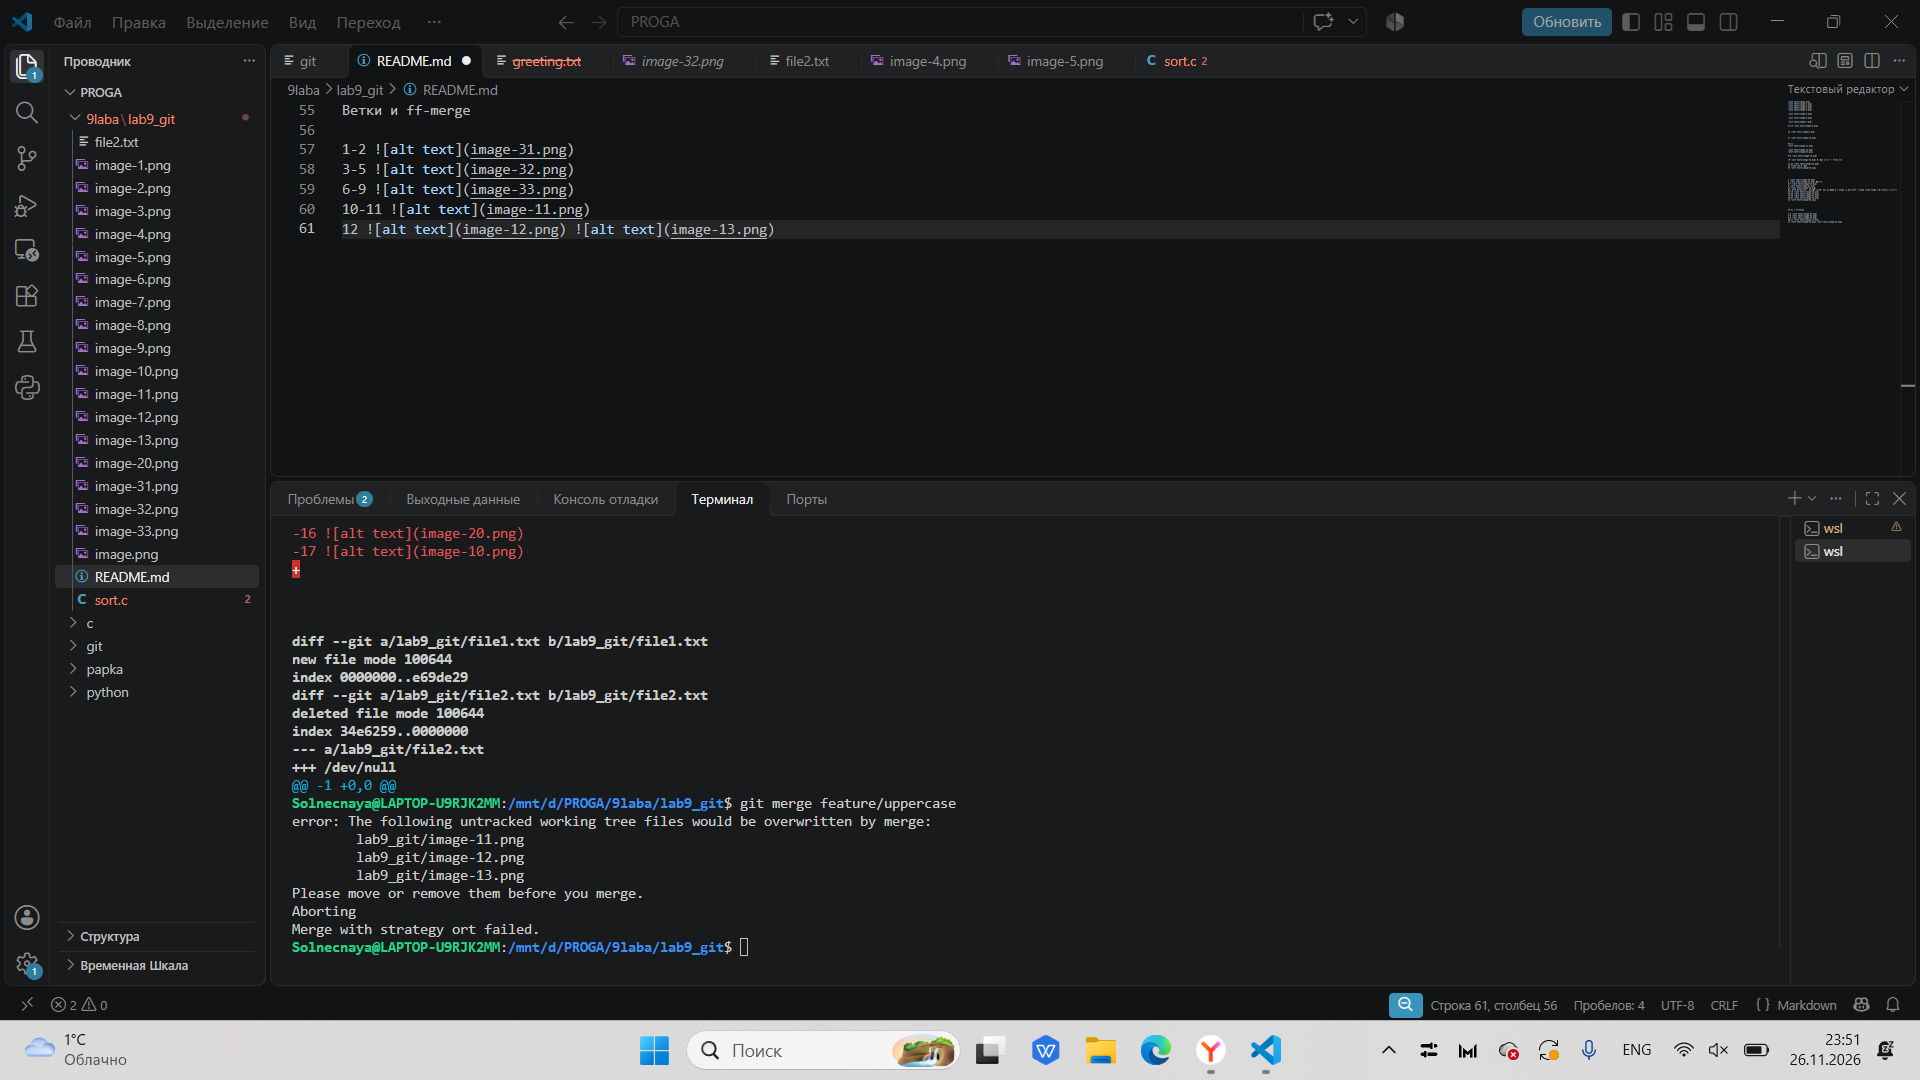 Файл Правка Выделение Вид Переход ··· PROGA Обновить
Проводник ···
PROGA
9laba\lab9_git
file2.txt
image-1.png
image-2.png
image-3.png
image-4.png
image-5.png
image-6.png
image-7.png
image-8.png
image-9.png
image-10.png
image-11.png
image-12.png
image-13.png
image-20.png
image-31.png
image-32.png
image-33.png
image.png
README.md
sort.c 2
c
git
papka
python
Структура
Временная Шкала
1
1
git README.md greeting.txt image-32.png file2.txt image-4.png image-5.png C sort.c 2
9laba > lab9_git > README.md
Текстовый редактор
55 Ветки и ff-merge
56
57 1-2 ![alt text](image-31.png)
58 3-5 ![alt text](image-32.png)
59 6-9 ![alt text](image-33.png)
60 10-11 ![alt text](image-11.png)
61 12 ![alt text](image-12.png) ![alt text](image-13.png)
Проблемы 2 Выходные данные Консоль отладки Терминал Порты
wsl
wsl
-16 ![alt text](image-20.png)
-17 ![alt text](image-10.png)
+
diff --git a/lab9_git/file1.txt b/lab9_git/file1.txt
new file mode 100644
index 0000000..e69de29
diff --git a/lab9_git/file2.txt b/lab9_git/file2.txt
deleted file mode 100644
index 34e6259..0000000
--- a/lab9_git/file2.txt
+++ /dev/null
@@ -1 +0,0 @@
Solnecnaya@LAPTOP-U9RJK2MM:/mnt/d/PROGA/9laba/lab9_git$ git merge feature/uppercase
error: The following untracked working tree files would be overwritten by merge:
lab9_git/image-11.png
lab9_git/image-12.png
lab9_git/image-13.png
Please move or remove them before you merge.
Aborting
Merge with strategy ort failed.
Solnecnaya@LAPTOP-U9RJK2MM:/mnt/d/PROGA/9laba/lab9_git$
2 0 Строка 61, столбец 56 Пробелов: 4 UTF-8 CRLF {} Markdown
1°C
Облачно
Поиск
ENG
23:51
26.11.2026